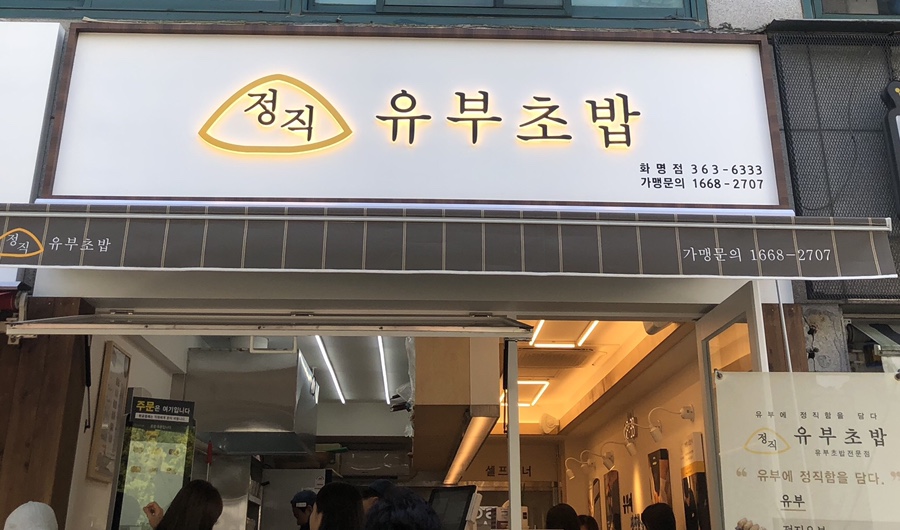 정직 유부초밥
화명점 363-6333
가맹문의 1668-2707
정직 유부초밥
가맹문의 1668-2707
주문은 여기입니다
유부에 정직함을 담다
정직 유부초밥
유부초밥전문점
“유부에 정직함을 담다.”
유부